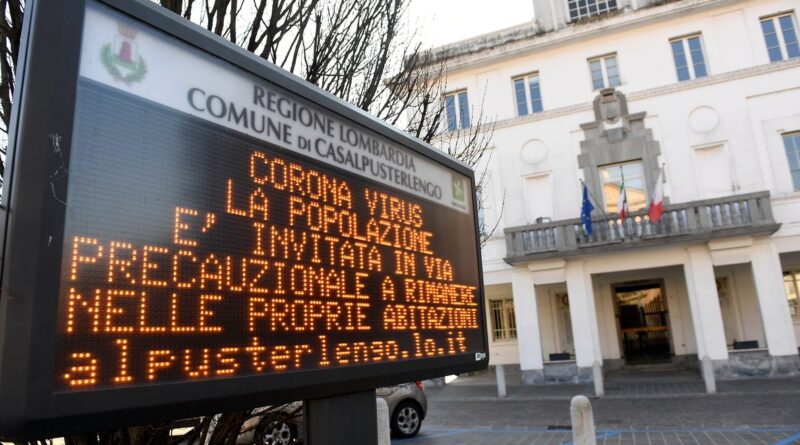 REGIONE LOMBARDIA
COMUNE DI CASALPUSTERLENGO
CORONA VIRUS
LA POPOLAZIONE
E' INVITATA IN VIA
PRECAUZIONALE A RIMANERE
NELLE PROPRIE ABITAZIONI
alpusterlengo.lo.it